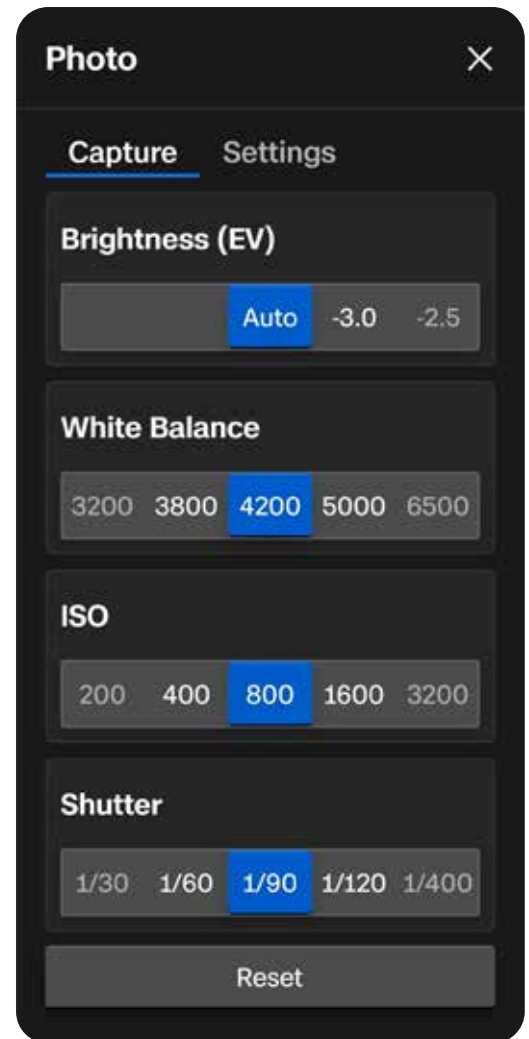 Photo
Capture Settings
Brightness (EV)
Auto -3.0 -2.5
White Balance
3200 3800 4200 5000 6500
ISO
200 400 800 1600 3200
Shutter
1/30 1/60 1/90 1/120 1/400
Reset